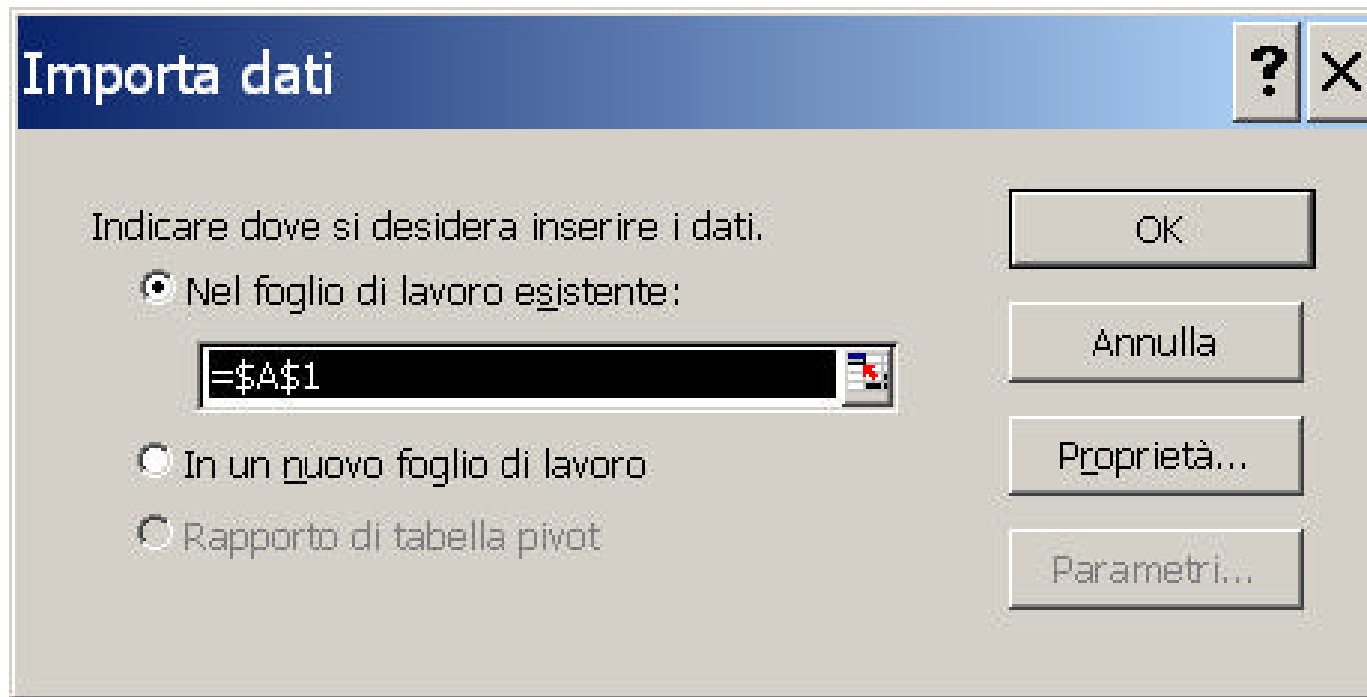 Importa dati
Indicare dove si desidera inserire i dati.
Nel foglio di lavoro esistente:
=$A$1
In un nuovo foglio di lavoro
Rapporto di tabella pivot
OK
Annulla
Proprietà...
Parametri...